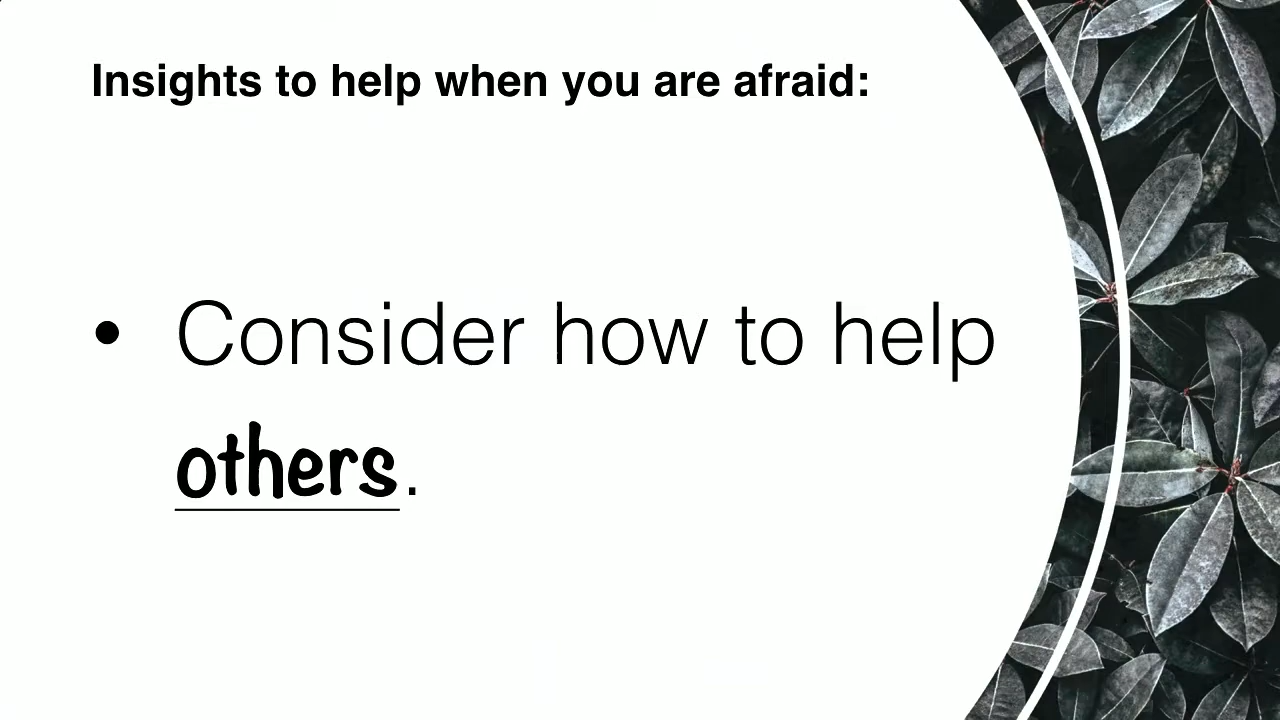 Insights to help when you are afraid:
• Consider how to help
others.